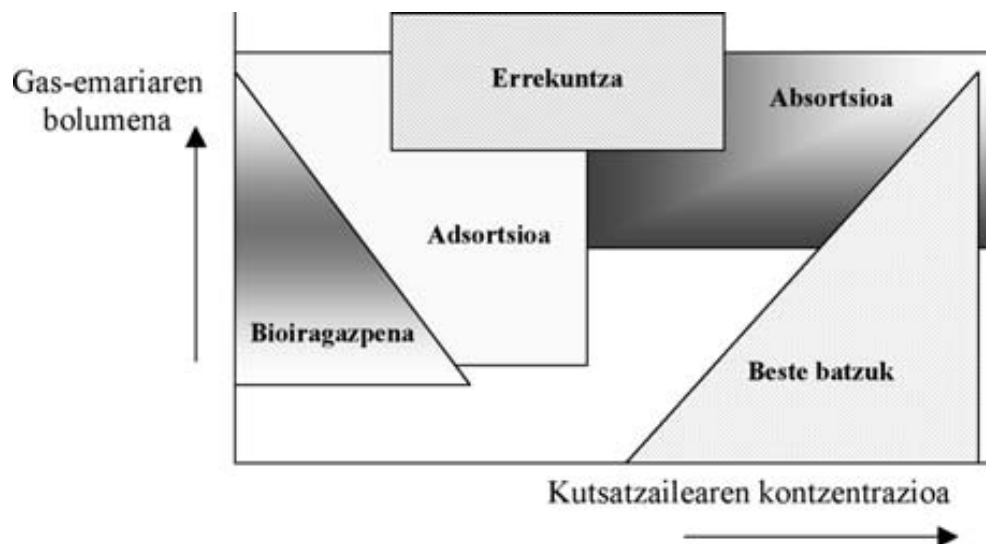 Gas-emariaren
bolumena
Errekuntza
Absortsioa
Adsortsioa
Bioiragazpena
Beste batzuk
Kutsatzailearen kontzentrazioa